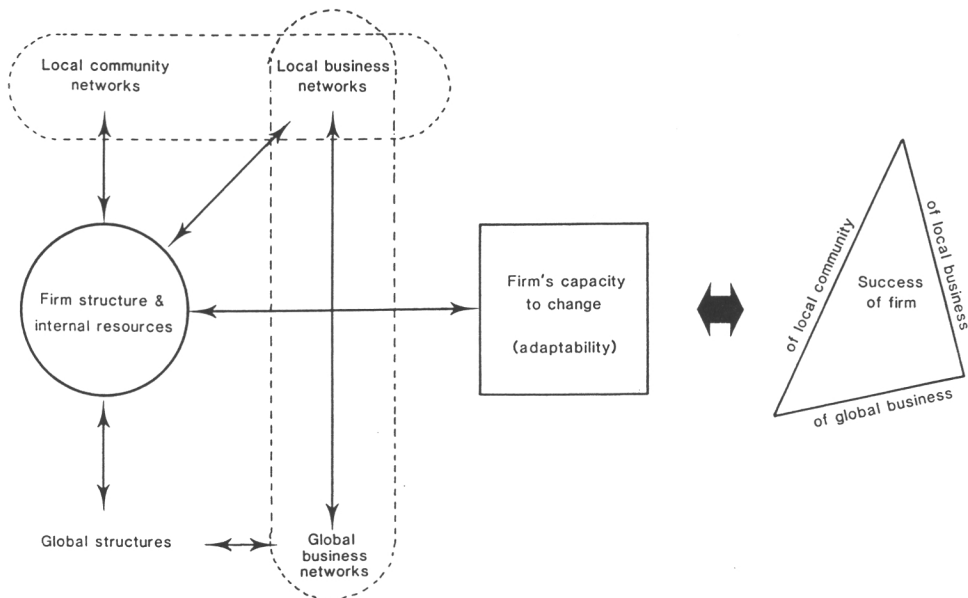 Local community
networks
Local business
networks
Firm structure &
internal resources
Firm's capacity
to change
(adaptability)
of local community
Success
of firm
of local business
of global business
Global structures
Global
business
networks